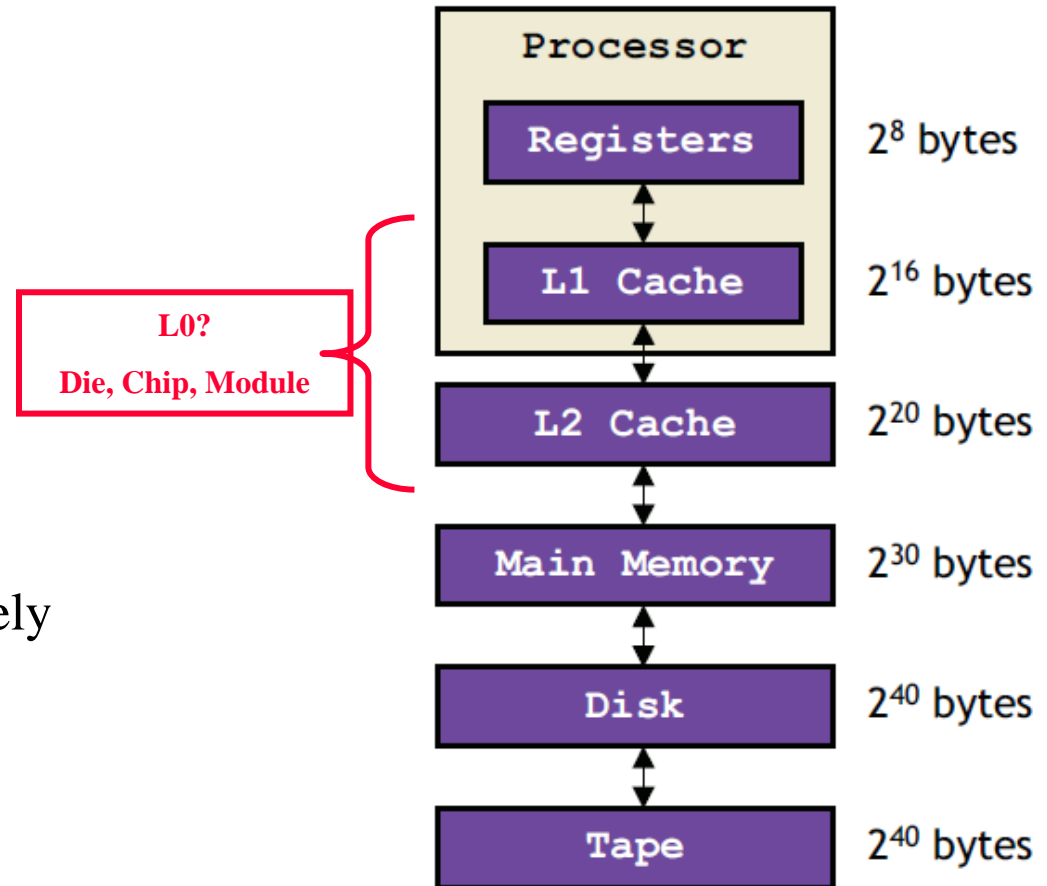 Processor
Registers
2⁸ bytes
L1 Cache
2¹⁶ bytes
L0?
Die, Chip, Module
L2 Cache
2²⁰ bytes
Main Memory
2³⁰ bytes
ely
Disk
2⁴⁰ bytes
Tape
2⁴⁰ bytes